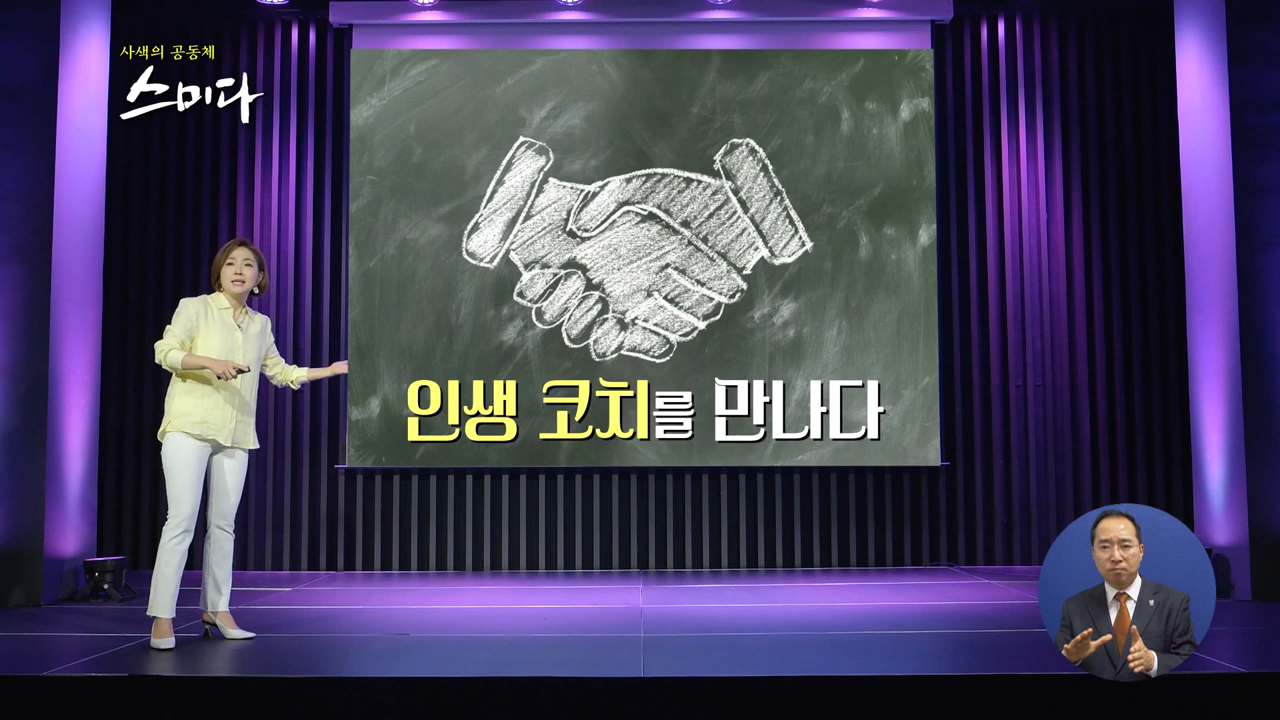 사색의 공동체
스미다
인생 코치를 만나다